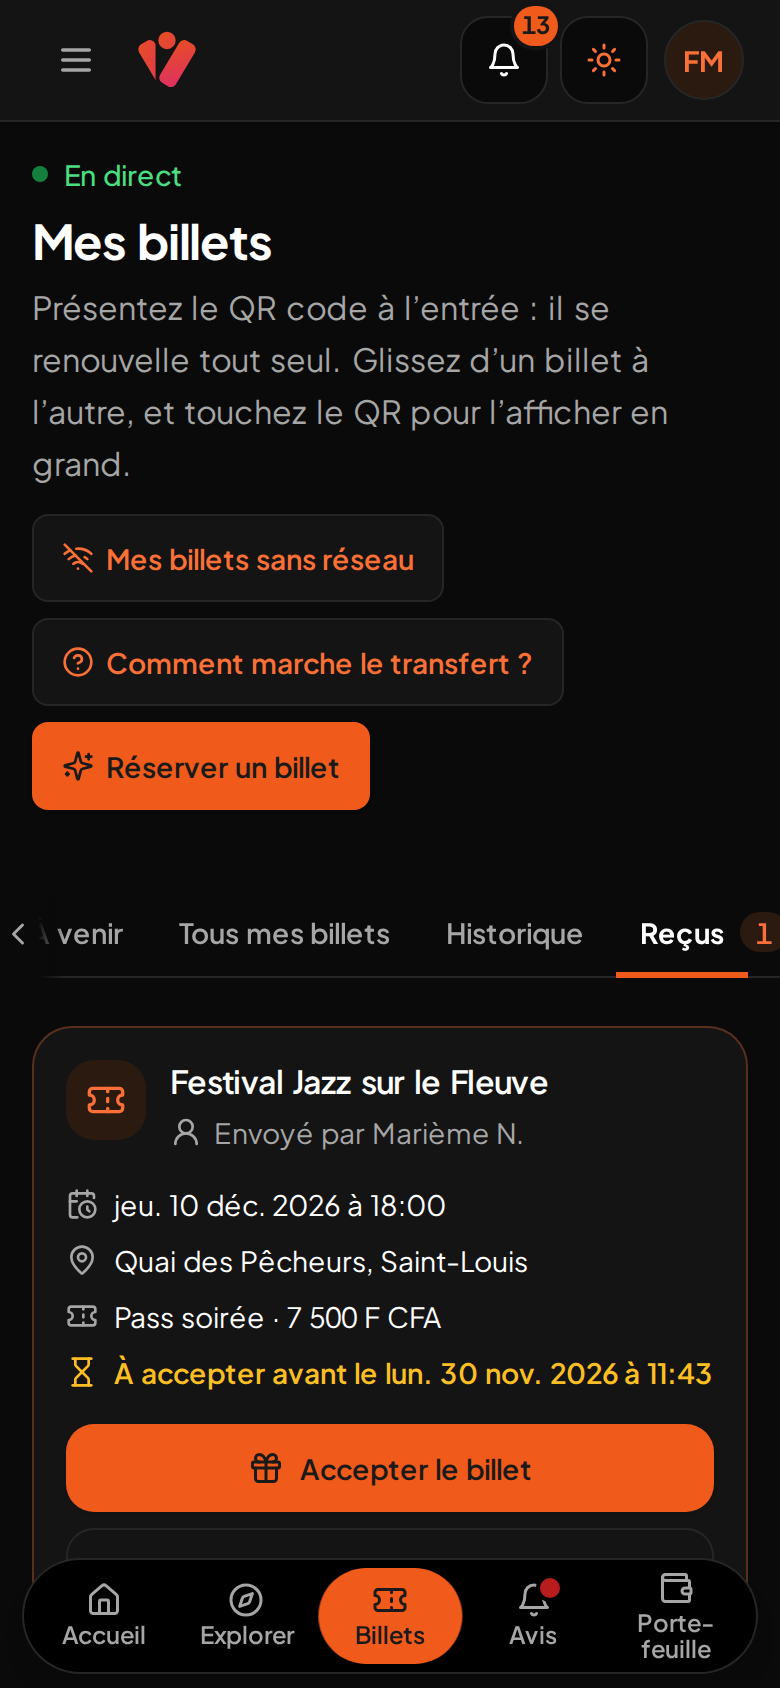 13
FM
En direct
Mes billets
Présentez le QR code à l’entrée : il se
renouvelle tout seul. Glissez d’un billet à
l’autre, et touchez le QR pour l’afficher en
grand.
Mes billets sans réseau
Comment marche le transfert ?
Réserver un billet
À venir
Tous mes billets
Historique
Reçus 1
Festival Jazz sur le Fleuve
Envoyé par Marième N.
jeu. 10 déc. 2026 à 18:00
Quai des Pêcheurs, Saint-Louis
Pass soirée · 7 500 F CFA
À accepter avant le lun. 30 nov. 2026 à 11:43
Accepter le billet
Accueil
Explorer
Billets
Avis
Porte-
feuille